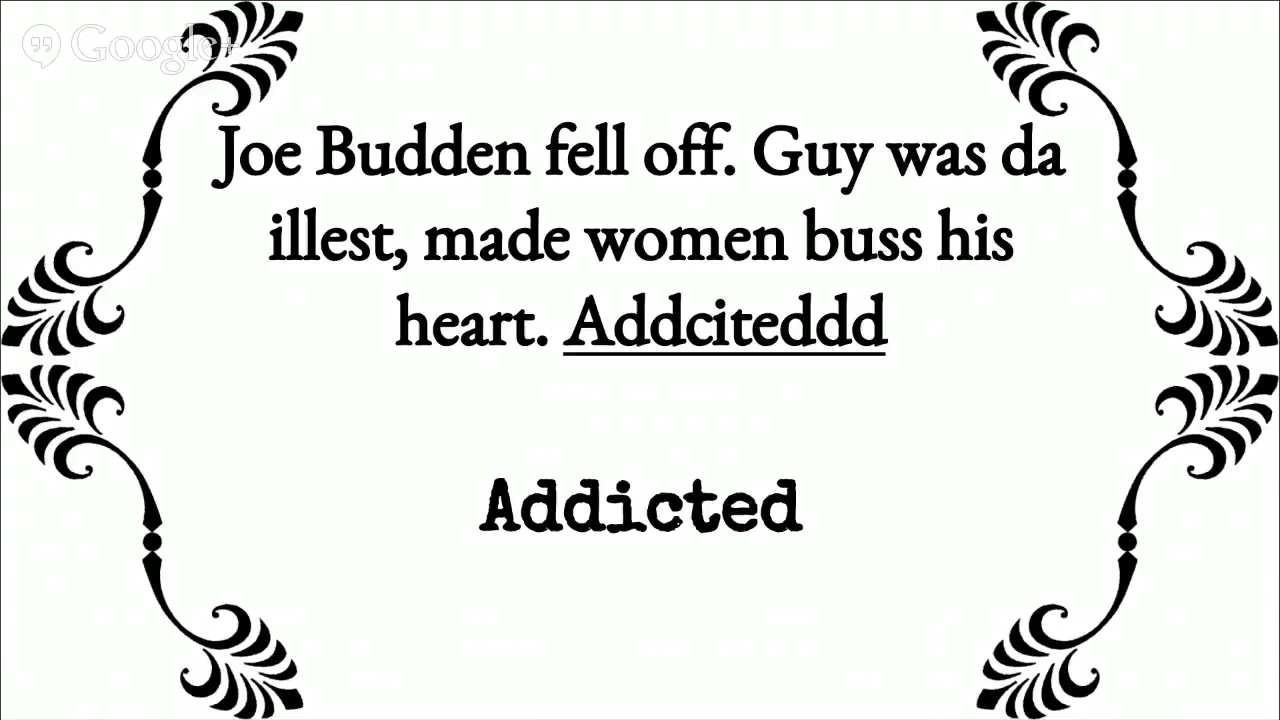 Google+
Joe Budden fell off. Guy was da
illest, made women buss his
heart. Addciteddd
Addicted